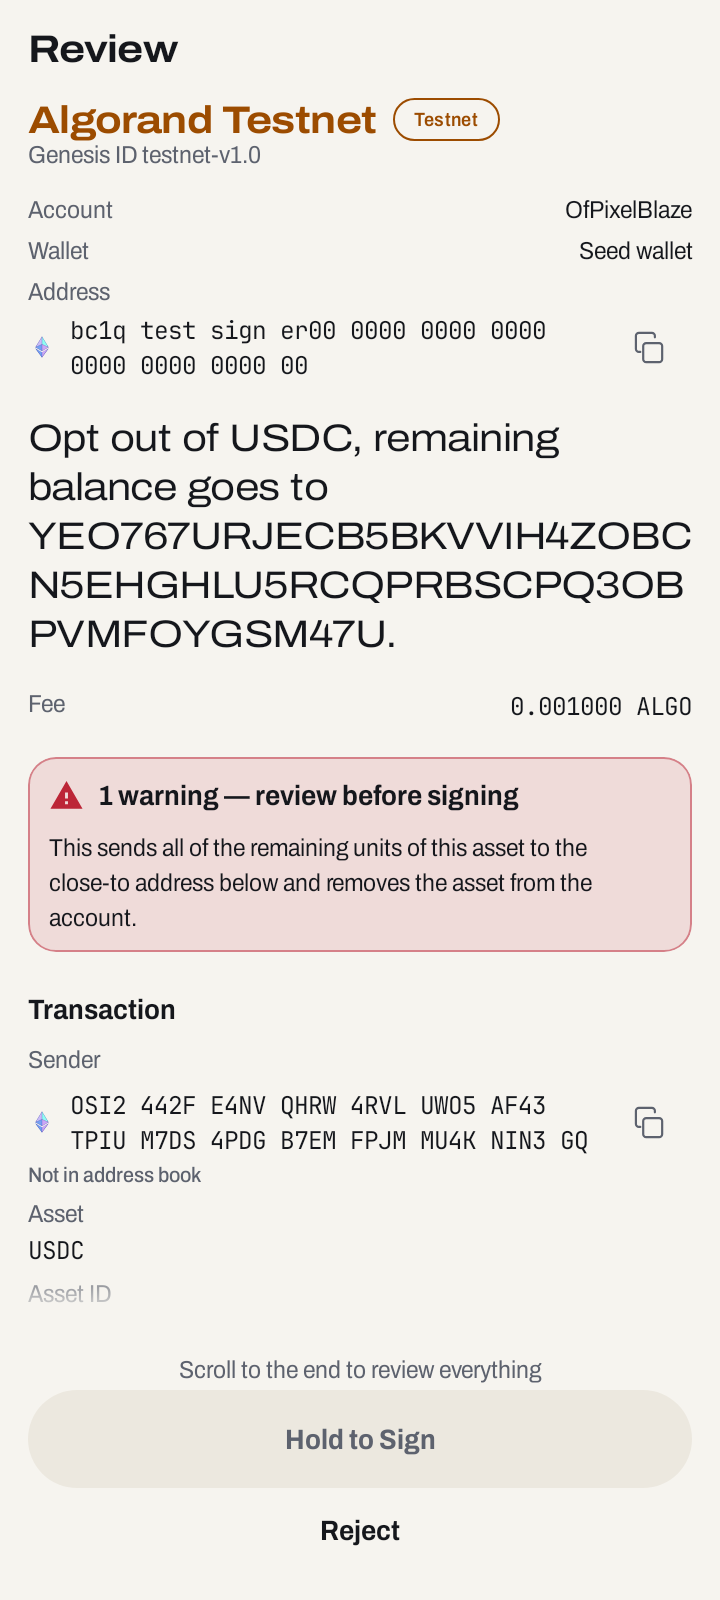 Review
Algorand Testnet
Testnet
Genesis ID testnet-v1.0
Account
OfPixelBlaze
Wallet
Seed wallet
Address
bc1q test sign er00 0000 0000 0000
0000 0000 0000 00
Opt out of USDC, remaining
balance goes to
YEO767URJECB5BKVVIH4ZOBC
N5EHGHLU5RCQPRBSCPQ3OB
PVMFOYGSM47U.
Fee
0.001000 ALGO
1 warning — review before signing
This sends all of the remaining units of this asset to the
close-to address below and removes the asset from the
account.
Transaction
Sender
OSI2 442F E4NV QHRW 4RVL UWO5 AF43
TPIU M7DS 4PDG B7EM FPJM MU4K NIN3 GQ
Not in address book
Asset
USDC
Asset ID
Scroll to the end to review everything
Hold to Sign
Reject